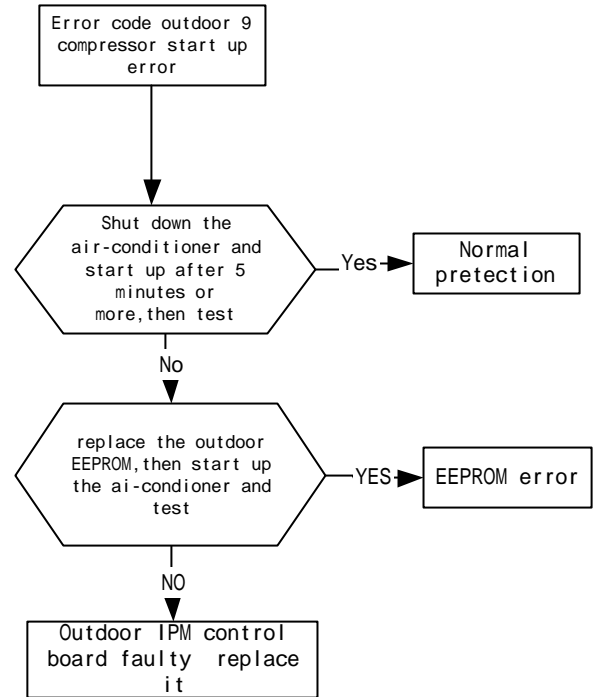 Error code outdoor 9
compressor start up
error
Shut down the
air-conditioner and
start up after 5
minutes or
more,then test
Yes
Normal
pretection
No
replace the outdoor
EEPROM,then start up
the ai-condioner and
test
YES
EEPROM error
NO
Outdoor IPM control
board faulty replace
it